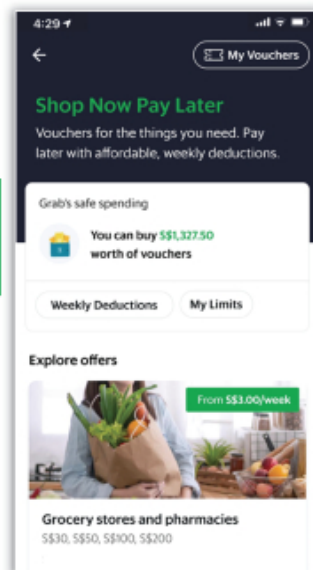 4:29
My Vouchers
Shop Now Pay Later
Vouchers for the things you need. Pay
later with affordable, weekly deductions.
Grab's safe spending
You can buy S$1,327.50
worth of vouchers
Weekly Deductions
My Limits
Explore offers
From S$3.00/week
Grocery stores and pharmacies
S$30, S$50, S$100, S$200